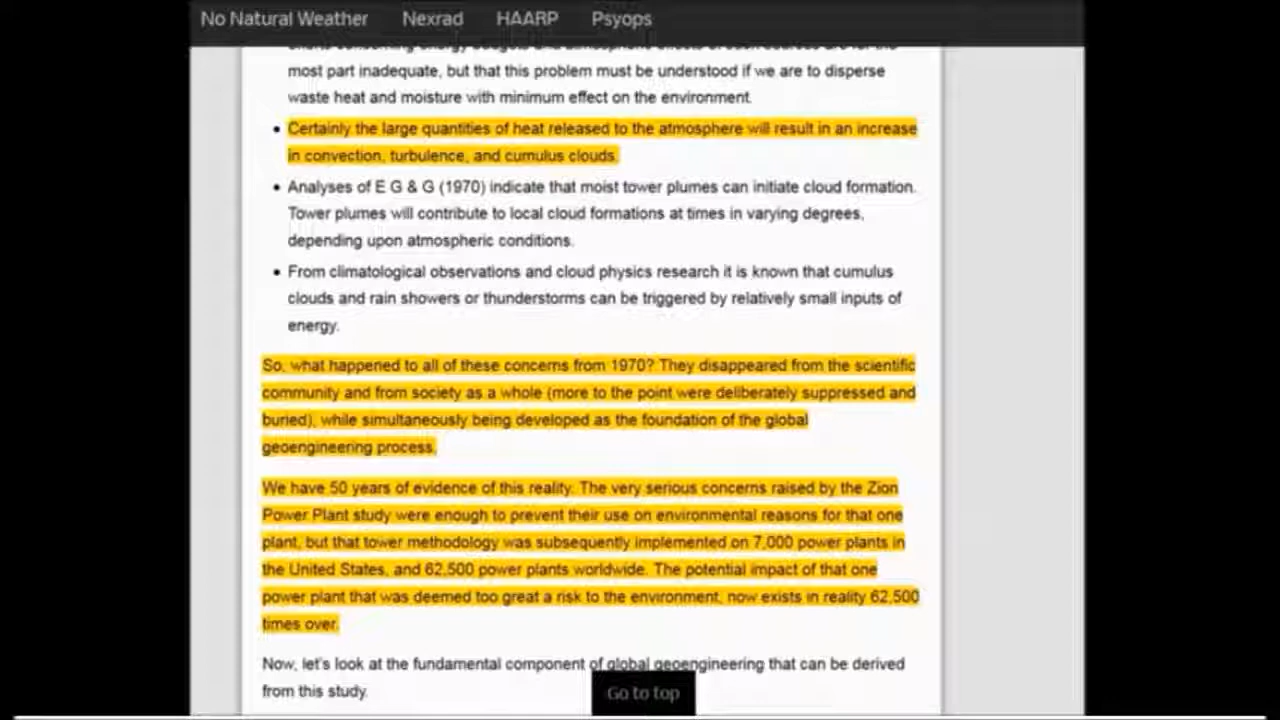 No Natural Weather Nexrad HAARP Psyops
most part inadequate, but that this problem must be understood if we are to disperse
waste heat and moisture with minimum effect on the environment.
• Certainly the large quantities of heat released to the atmosphere will result in an increase
in convection, turbulence, and cumulus clouds.
• Analyses of E G & G (1970) indicate that moist tower plumes can initiate cloud formation.
Tower plumes will contribute to local cloud formations at times in varying degrees,
depending upon atmospheric conditions.
• From climatological observations and cloud physics research it is known that cumulus
clouds and rain showers or thunderstorms can be triggered by relatively small inputs of
energy.
So, what happened to all of these concerns from 1970? They disappeared from the scientific
community and from society as a whole (more to the point were deliberately suppressed and
buried), while simultaneously being developed as the foundation of the global
geoengineering process.
We have 50 years of evidence of this reality. The very serious concerns raised by the Zion
Power Plant study were enough to prevent their use on environmental reasons for that one
plant, but that tower methodology was subsequently implemented on 7,000 power plants in
the United States, and 62,500 power plants worldwide. The potential impact of that one
power plant that was deemed too great a risk to the environment, now exists in reality 62,500
times over.
Now, let's look at the fundamental component of global geoengineering that can be derived
from this study.
Go to top